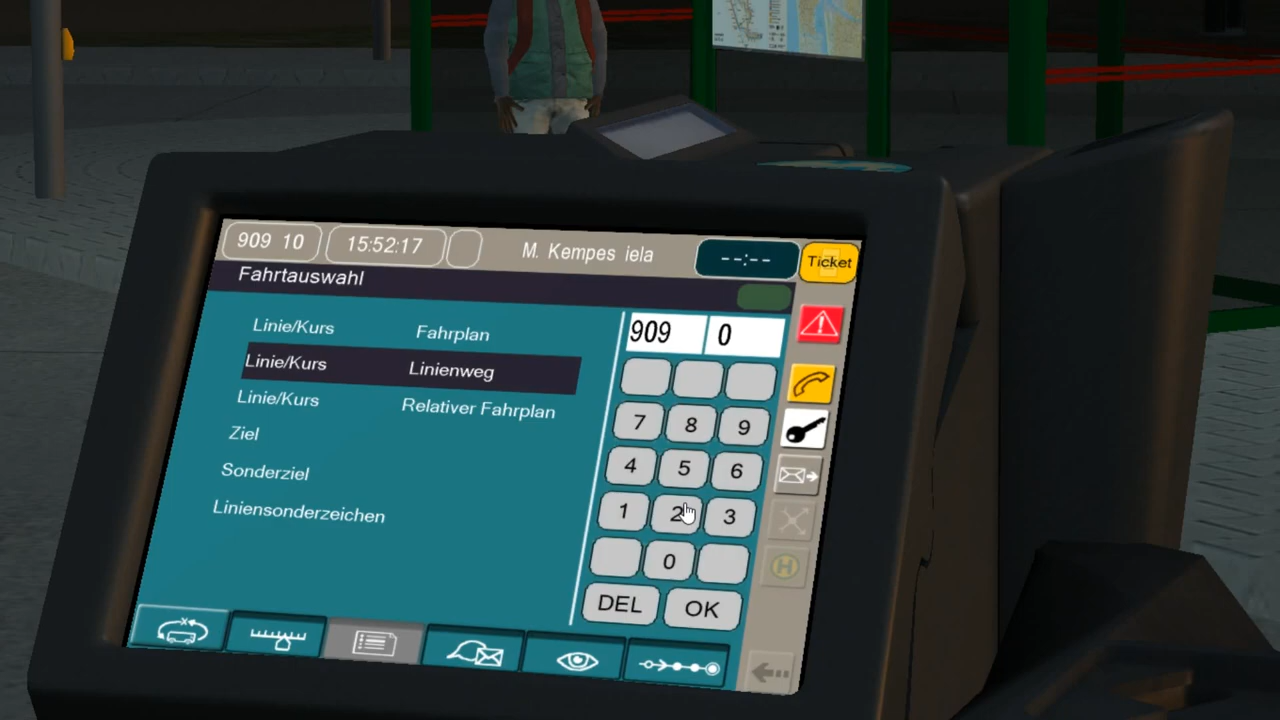 909 10
15:52:17
M. Kempes iela
--:--
Ticket
Fahrtauswahl
909 0
Linie/Kurs Fahrplan
Linie/Kurs Linienweg
Linie/Kurs Relativer Fahrplan
Ziel
Sonderziel
Liniensonderzeichen
7 8 9
4 5 6
1 2 3
0
DEL OK
H